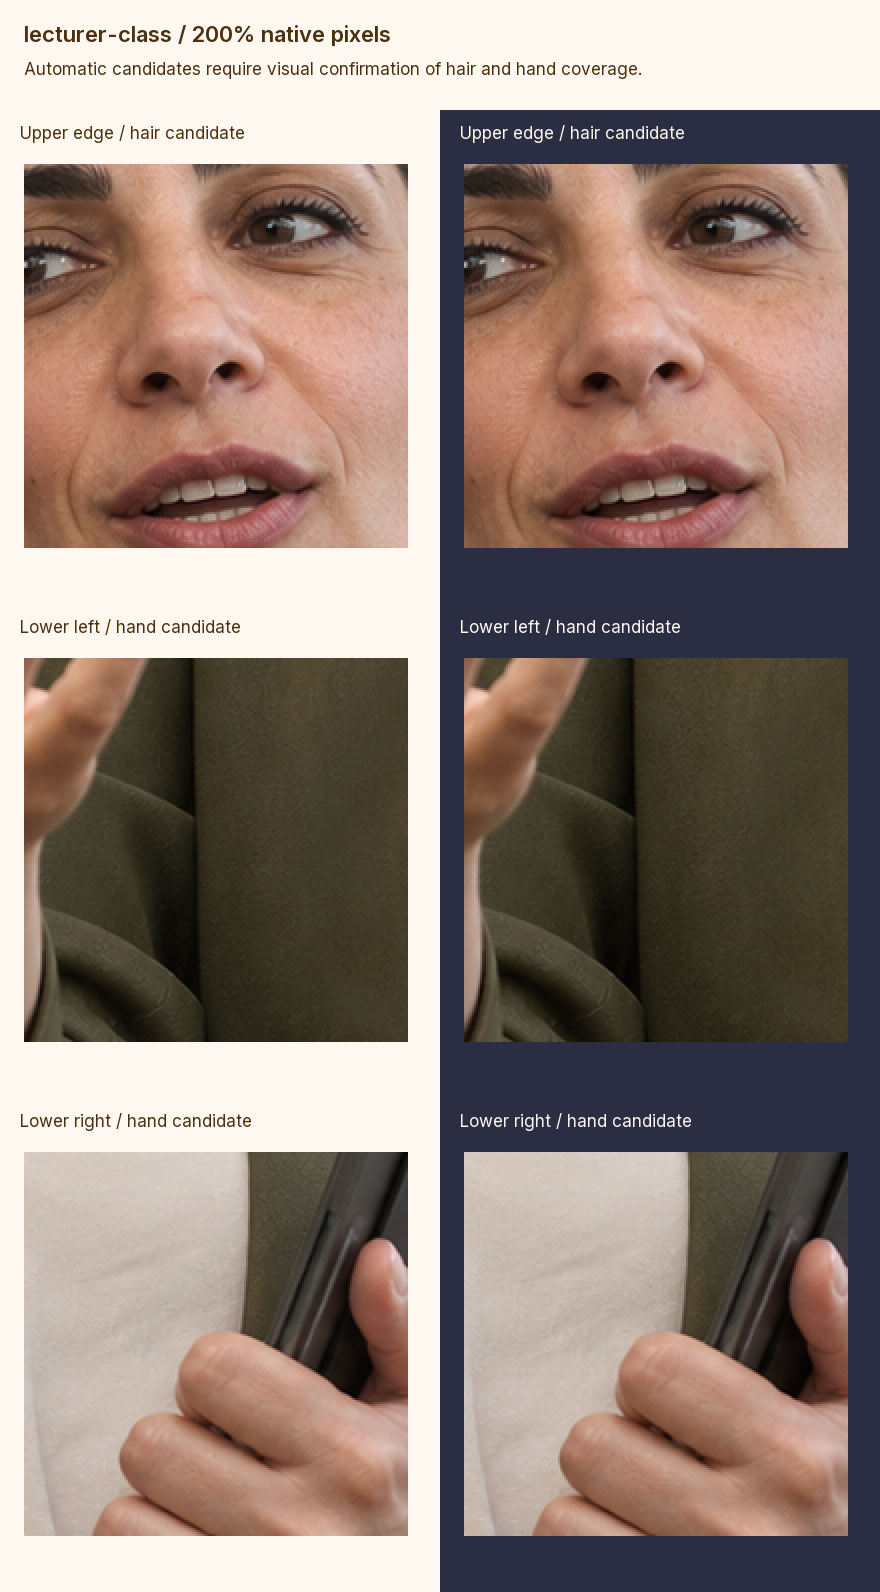 lecturer-class / 200% native pixels
Automatic candidates require visual confirmation of hair and hand coverage.
Upper edge / hair candidate
Upper edge / hair candidate
Lower left / hand candidate
Lower left / hand candidate
Lower right / hand candidate
Lower right / hand candidate